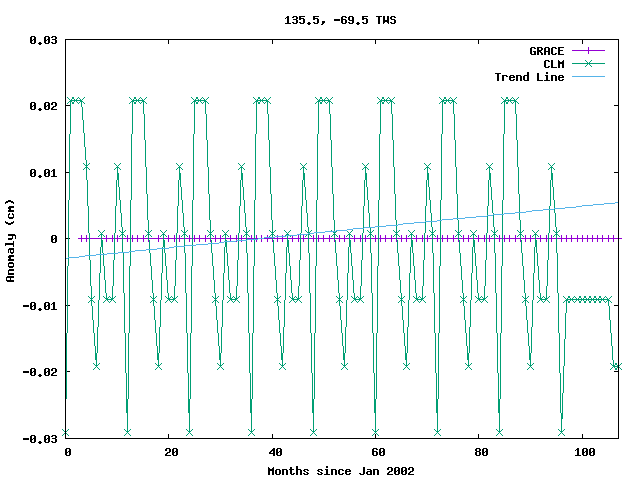 135.5, -69.5 TWS
GRACE
CLM
Trend Line
0.03
0.02
0.01
0
-0.01
-0.02
-0.03
Anomaly (cm)
0 20 40 60 80 100
Months since Jan 2002